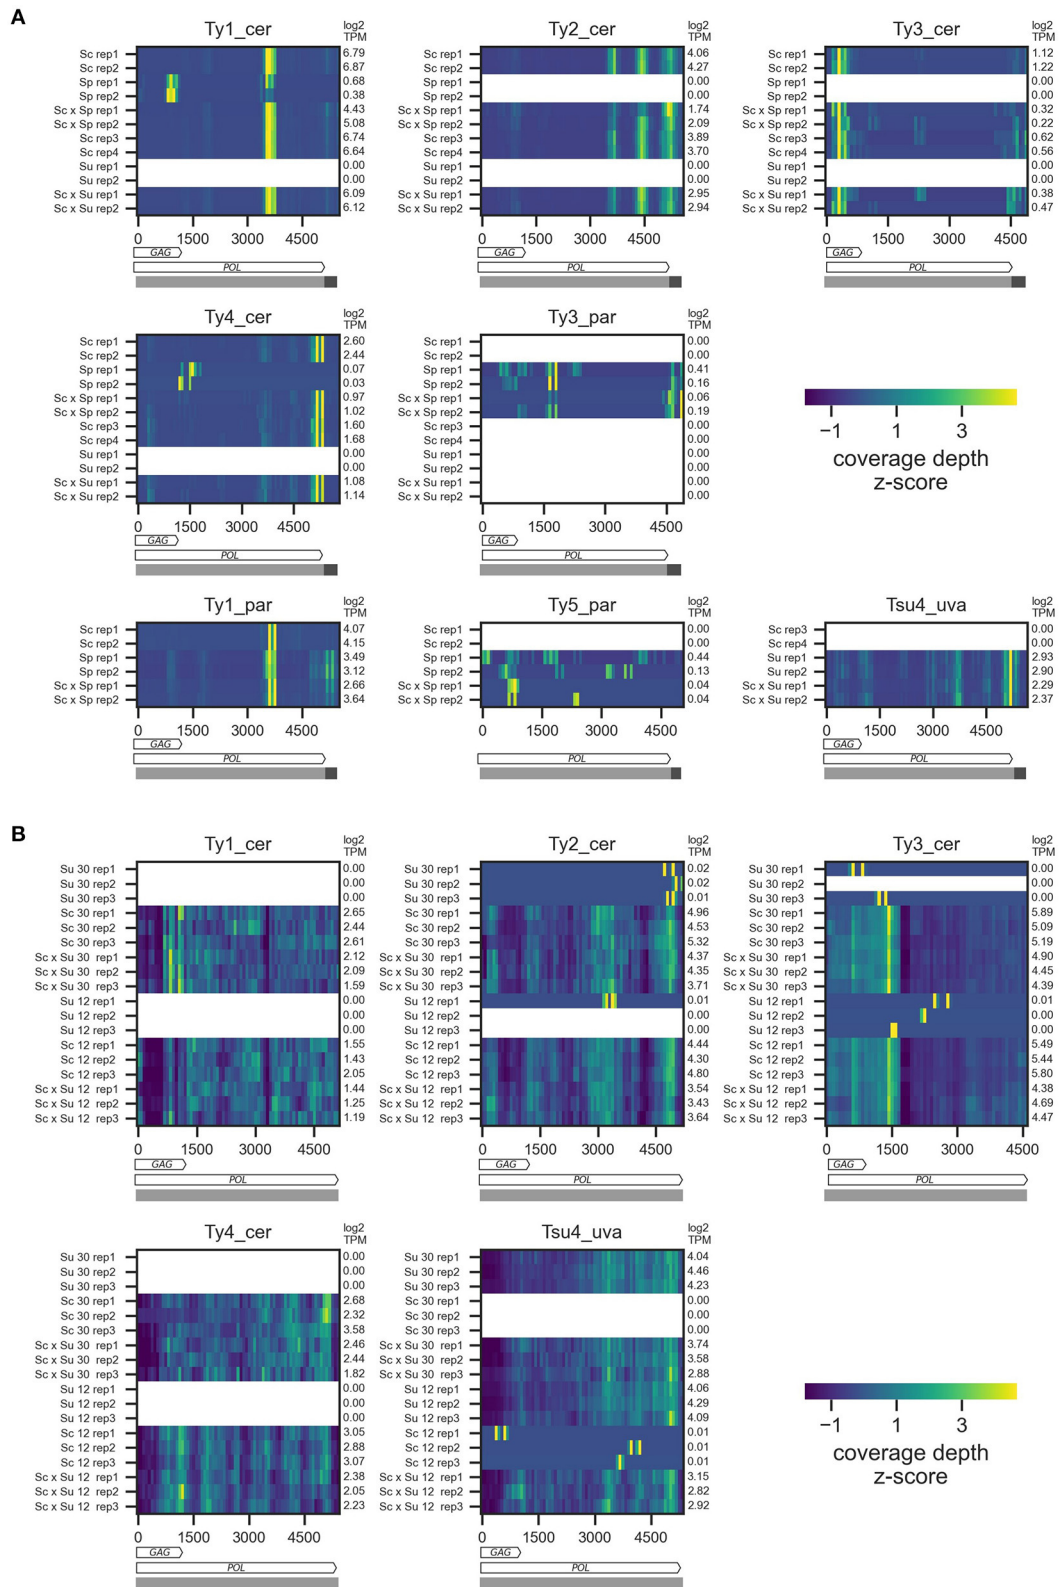 A
Ty1_cer
log2
TPM
Sc rep1 6.79
Sc rep2 6.87
Sp rep1 0.68
Sp rep2 0.38
Sc x Sp rep1 4.43
Sc x Sp rep2 5.08
Sc rep3 6.74
Sc rep4 6.64
Su rep1 0.00
Su rep2 0.00
Sc x Su rep1 6.09
Sc x Su rep2 6.12
0 1500 3000 4500
GAG
POL
Ty2_cer
log2
TPM
Sc rep1 4.06
Sc rep2 4.27
Sp rep1 0.00
Sp rep2 0.00
Sc x Sp rep1 1.74
Sc x Sp rep2 2.09
Sc rep3 3.89
Sc rep4 3.70
Su rep1 0.00
Su rep2 0.00
Sc x Su rep1 2.95
Sc x Su rep2 2.94
0 1500 3000 4500
GAG
POL
Ty3_cer
log2
TPM
Sc rep1 1.12
Sc rep2 1.22
Sp rep1 0.00
Sp rep2 0.00
Sc x Sp rep1 0.32
Sc x Sp rep2 0.22
Sc rep3 0.62
Sc rep4 0.56
Su rep1 0.00
Su rep2 0.00
Sc x Su rep1 0.38
Sc x Su rep2 0.47
0 1500 3000 4500
GAG
POL
Ty4_cer
log2
TPM
Sc rep1 2.60
Sc rep2 2.44
Sp rep1 0.07
Sp rep2 0.03
Sc x Sp rep1 0.97
Sc x Sp rep2 1.02
Sc rep3 1.60
Sc rep4 1.68
Su rep1 0.00
Su rep2 0.00
Sc x Su rep1 1.08
Sc x Su rep2 1.14
0 1500 3000 4500
GAG
POL
Ty3_par
log2
TPM
Sc rep1 0.00
Sc rep2 0.00
Sp rep1 0.41
Sp rep2 0.16
Sc x Sp rep1 0.06
Sc x Sp rep2 0.19
Sc rep3 0.00
Sc rep4 0.00
Su rep1 0.00
Su rep2 0.00
Sc x Su rep1 0.00
Sc x Su rep2 0.00
0 1500 3000 4500
GAG
POL
−1 1 3
coverage depth
z-score
Ty1_par
log2
TPM
Sc rep1 4.07
Sc rep2 4.15
Sp rep1 3.49
Sp rep2 3.12
Sc x Sp rep1 2.66
Sc x Sp rep2 3.64
0 1500 3000 4500
GAG
POL
Ty5_par
log2
TPM
Sc rep1 0.00
Sc rep2 0.00
Sp rep1 0.44
Sp rep2 0.13
Sc x Sp rep1 0.04
Sc x Sp rep2 0.04
0 1500 3000 4500
POL
Tsu4_uva
log2
TPM
Sc rep3 0.00
Sc rep4 0.00
Su rep1 2.93
Su rep2 2.90
Sc x Su rep1 2.29
Sc x Su rep2 2.37
0 1500 3000 4500
GAG
POL
B
Ty1_cer
log2
TPM
Su 30 rep1 0.00
Su 30 rep2 0.00
Su 30 rep3 0.00
Sc 30 rep1 2.65
Sc 30 rep2 2.44
Sc 30 rep3 2.61
Sc x Su 30 rep1 2.12
Sc x Su 30 rep2 2.09
Sc x Su 30 rep3 1.59
Su 12 rep1 0.00
Su 12 rep2 0.00
Su 12 rep3 0.00
Sc 12 rep1 1.55
Sc 12 rep2 1.43
Sc 12 rep3 2.05
Sc x Su 12 rep1 1.44
Sc x Su 12 rep2 1.25
Sc x Su 12 rep3 1.19
0 1500 3000 4500
GAG
POL
Ty2_cer
log2
TPM
Su 30 rep1 0.02
Su 30 rep2 0.02
Su 30 rep3 0.01
Sc 30 rep1 4.96
Sc 30 rep2 4.53
Sc 30 rep3 5.32
Sc x Su 30 rep1 4.37
Sc x Su 30 rep2 4.35
Sc x Su 30 rep3 3.71
Su 12 rep1 0.01
Su 12 rep2 0.00
Su 12 rep3 0.00
Sc 12 rep1 4.44
Sc 12 rep2 4.30
Sc 12 rep3 4.80
Sc x Su 12 rep1 3.54
Sc x Su 12 rep2 3.43
Sc x Su 12 rep3 3.64
0 1500 3000 4500
GAG
POL
Ty3_cer
log2
TPM
Su 30 rep1 0.00
Su 30 rep2 0.00
Su 30 rep3 0.00
Sc 30 rep1 5.89
Sc 30 rep2 5.09
Sc 30 rep3 5.19
Sc x Su 30 rep1 4.90
Sc x Su 30 rep2 4.45
Sc x Su 30 rep3 4.39
Su 12 rep1 0.01
Su 12 rep2 0.00
Su 12 rep3 0.00
Sc 12 rep1 5.49
Sc 12 rep2 5.44
Sc 12 rep3 5.80
Sc x Su 12 rep1 4.38
Sc x Su 12 rep2 4.69
Sc x Su 12 rep3 4.47
0 1500 3000 4500
GAG
POL
Ty4_cer
log2
TPM
Su 30 rep1 0.00
Su 30 rep2 0.00
Su 30 rep3 0.00
Sc 30 rep1 2.68
Sc 30 rep2 2.32
Sc 30 rep3 3.58
Sc x Su 30 rep1 2.46
Sc x Su 30 rep2 2.44
Sc x Su 30 rep3 1.82
Su 12 rep1 0.00
Su 12 rep2 0.00
Su 12 rep3 0.00
Sc 12 rep1 3.05
Sc 12 rep2 2.88
Sc 12 rep3 3.07
Sc x Su 12 rep1 2.38
Sc x Su 12 rep2 2.05
Sc x Su 12 rep3 2.23
0 1500 3000 4500
GAG
POL
Tsu4_uva
log2
TPM
Su 30 rep1 4.04
Su 30 rep2 4.46
Su 30 rep3 4.23
Sc 30 rep1 0.00
Sc 30 rep2 0.00
Sc 30 rep3 0.00
Sc x Su 30 rep1 3.74
Sc x Su 30 rep2 3.58
Sc x Su 30 rep3 2.88
Su 12 rep1 4.06
Su 12 rep2 4.29
Su 12 rep3 4.09
Sc 12 rep1 0.01
Sc 12 rep2 0.01
Sc 12 rep3 0.01
Sc x Su 12 rep1 3.15
Sc x Su 12 rep2 2.82
Sc x Su 12 rep3 2.92
0 1500 3000 4500
GAG
POL
−1 1 3
coverage depth
z-score